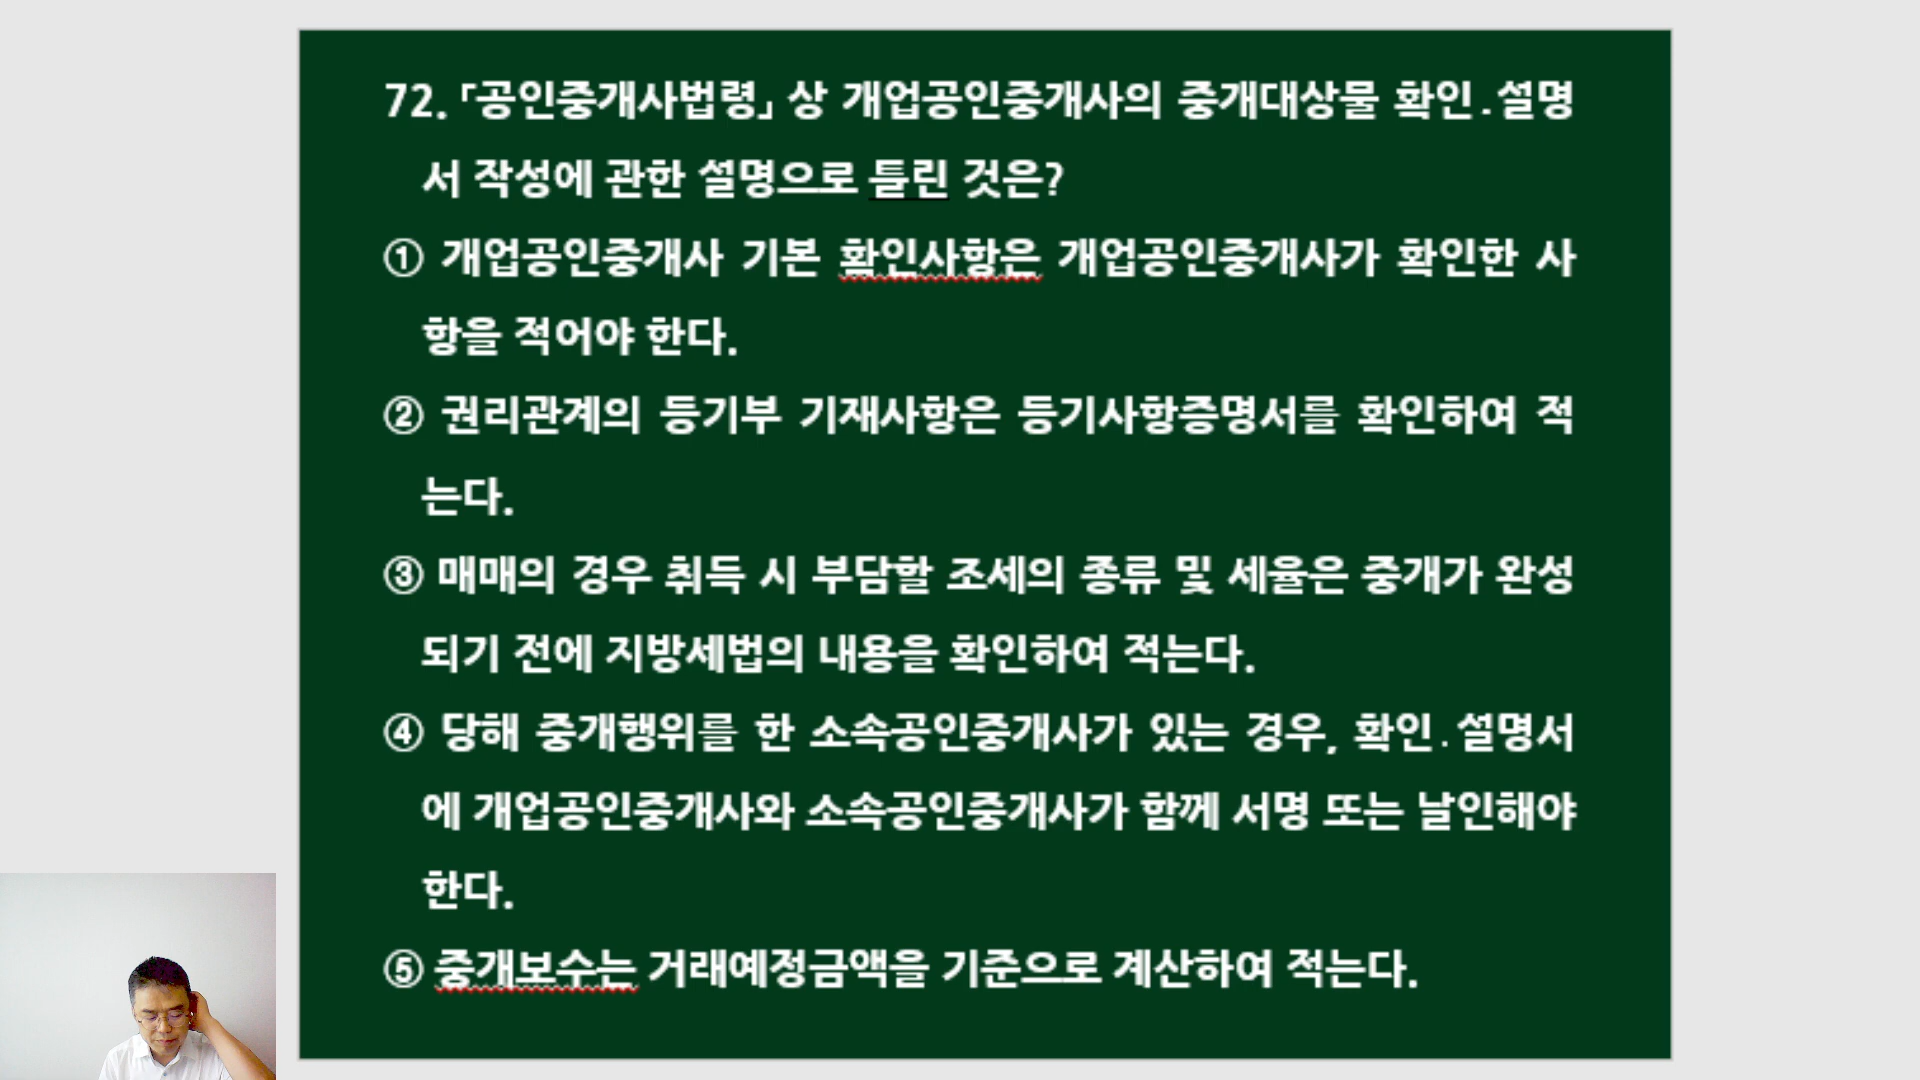 72.「공인중개사법령」 상 개업공인중개사의 중개대상물 확인.설명
서 작성에 관한 설명으로 틀린 것은?
① 개업공인중개사 기본 확인사항은 개업공인중개사가 확인한 사
항을 적어야 한다.
② 권리관계의 등기부 기재사항은 등기사항증명서를 확인하여 적
는다.
③ 매매의 경우 취득 시 부담할 조세의 종류 및 세율은 중개가 완성
되기 전에 지방세법의 내용을 확인하여 적는다.
④ 당해 중개행위를 한 소속공인중개사가 있는 경우, 확인.설명서
에 개업공인중개사와 소속공인중개사가 함께 서명 또는 날인해야
한다.
⑤ 중개보수는 거래예정금액을 기준으로 계산하여 적는다.